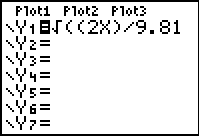 Plot1 Plot2 Plot3
\Y1=√((2X)/9.81
\Y2=
\Y3=
\Y4=
\Y5=
\Y6=
\Y7=